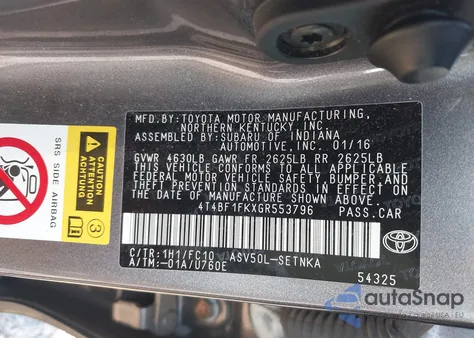 MFD.BY:TOYOTA MOTOR MANUFACTURING,
NORTHERN KENTUCKY INC.
ASSEMBLED BY:SUBARU OF INDIANA
AUTOMOTIVE, INC. 01/16
GVWR 4630LB GAWR FR 2625LB RR 2625LB
THIS VEHICLE CONFORMS TO ALL APPLICABLE
FEDERAL MOTOR VEHICLE SAFETY,BUMPER,AND
THEFT PREVENTION STANDARDS IN EFFECT ON
THE DATE OF MANUFACTURE SHOWN ABOVE.
4T4BF1FKXGR553796 PASS.CAR
C/TR:1H1/FC10 ASV50L-SETNKA
A/TM:-01A/U760E
54325
TOYOTA
SRS SIDE AIRBAG
autoSnap